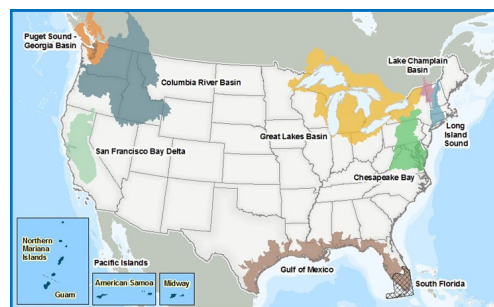 Puget Sound -
Georgia Basin
Lake Champlain
Basin
Columbia River Basin
Great Lakes Basin
Long
Island
Sound
San Francisco Bay Delta
Chesapeake Bay
Northern
Mariana
Islands
Guam
Pacific Islands
American Samoa
Midway
Gulf of Mexico
South Florida